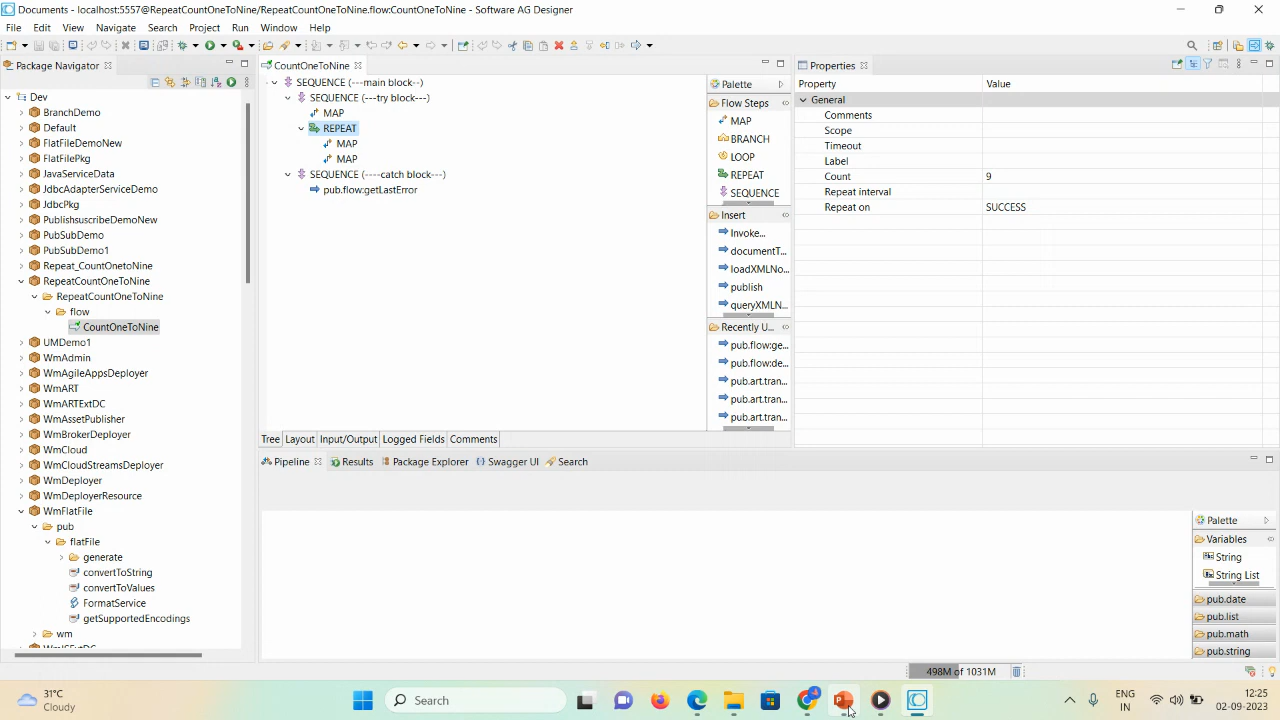 Documents - localhost:5557@/RepeatCountOneToNine/RepeatCountOneToNine.flow:CountOneToNine - Software AG Designer
File Edit View Navigate Search Project Run Window Help
Package Navigator
Dev
BranchDemo
Default
FlatFileDemoNew
FlatFilePkg
JavaServiceData
JdbcAdapterServiceDemo
JdbcPkg
PublishsuscribeDemoNew
PubSubDemo
PubSubDemo1
Repeat_CountOnetoNine
RepeatCountOneToNine
RepeatCountOneToNine
flow
CountOneToNine
UMDemo1
WmAdmin
WmAgileAppsDeployer
WmART
WmARTExtDC
WmAssetPublisher
WmBrokerDeployer
WmCloud
WmCloudStreamsDeployer
WmDeployer
WmDeployerResource
WmFlatFile
pub
flatFile
generate
convertToString
convertToValues
FormatService
getSupportedEncodings
wm
CountOneToNine
SEQUENCE (---main block--)
SEQUENCE (---try block---)
MAP
REPEAT
MAP
MAP
SEQUENCE (----catch block---)
pub.flow:getLastError
Tree Layout Input/Output Logged Fields Comments
Palette
Flow Steps
MAP
BRANCH
LOOP
REPEAT
SEQUENCE
Insert
Invoke...
documentT...
loadXMLNo...
publish
queryXMLN...
Recently U...
pub.flow:ge...
pub.flow:de...
pub.art.tran...
pub.art.tran...
pub.art.tran...
Properties
Property Value
General
Comments
Scope
Timeout
Label
Count 9
Repeat interval
Repeat on SUCCESS
Pipeline Results Package Explorer Swagger UI Search
Palette
Variables
String
String List
pub.date
pub.list
pub.math
pub.string
498M of 1031M
31°C
Cloudy
Search
ENG
IN
12:25
02-09-2023